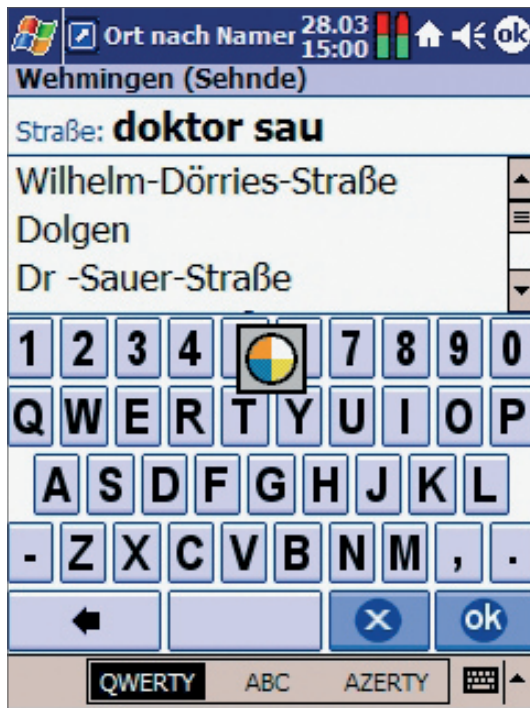 Ort nach Namer 28.03 15:00 ok
Wehmingen (Sehnde)
Straße: doktor sau
Wilhelm-Dörries-Straße
Dolgen
Dr -Sauer-Straße
1 2 3 4 7 8 9 0
Q W E R T Y U I O P
A S D F G H J K L
- Z X C V B N M , .
ok
QWERTY ABC AZERTY